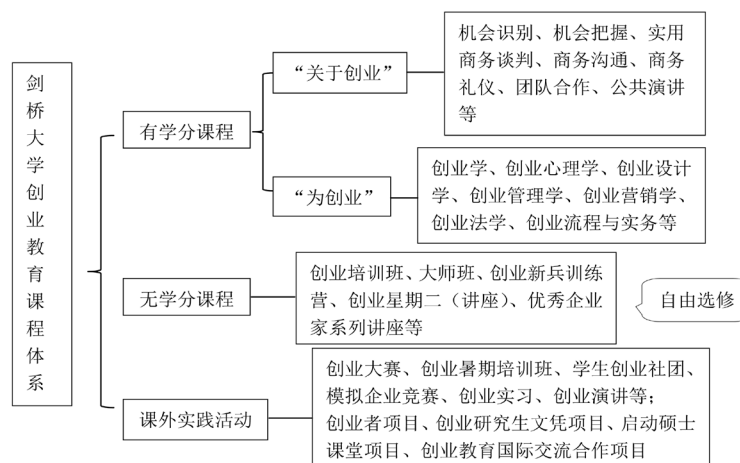 剑桥大学创业教育课程体系
有学分课程
“关于创业”
机会识别、机会把握、实用
商务谈判、商务沟通、商务
礼仪、团队合作、公共演讲
等
“为创业”
创业学、创业心理学、创业设计
学、创业管理学、创业营销学、
创业法学、创业流程与实务等
无学分课程
创业培训班、大师班、创业新兵训练
营、创业星期二（讲座）、优秀企业
家系列讲座等
自由选修
课外实践活动
创业大赛、创业暑期培训班、学生创业社团、
模拟企业竞赛、创业实习、创业演讲等；
创业者项目、创业研究生文凭项目、启动硕士
课堂项目、创业教育国际交流合作项目